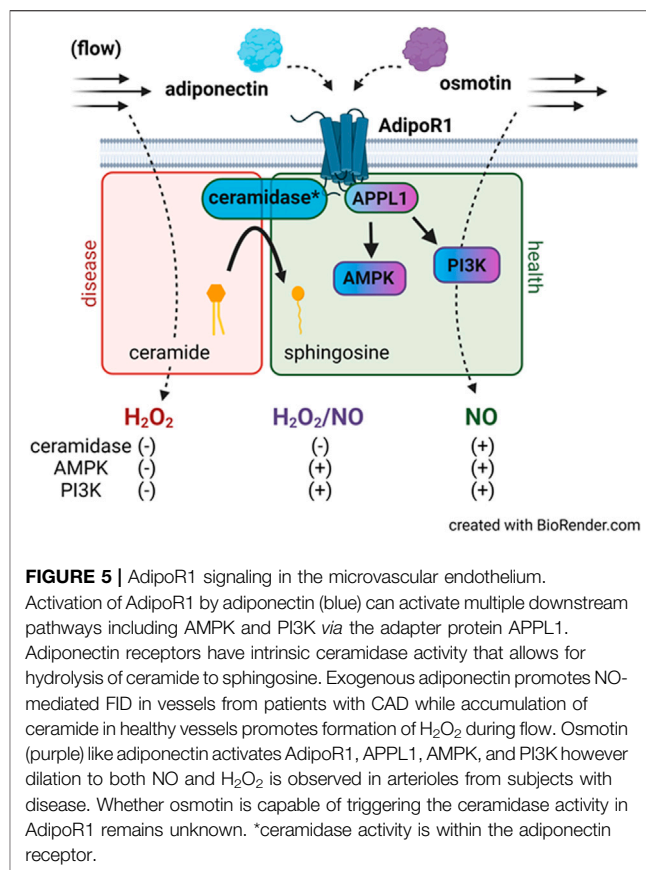 (flow)
adiponectin
osmotin
AdipoR1
ceramidase*
APPL1
disease
health
AMPK
PI3K
ceramide
sphingosine
H₂O₂ H₂O₂/NO NO
ceramidase (-) (-) (+)
AMPK (-) (+) (+)
PI3K (-) (+) (+)
created with BioRender.com
FIGURE 5 | AdipoR1 signaling in the microvascular endothelium.
Activation of AdipoR1 by adiponectin (blue) can activate multiple downstream
pathways including AMPK and PI3K via the adapter protein APPL1.
Adiponectin receptors have intrinsic ceramidase activity that allows for
hydrolysis of ceramide to sphingosine. Exogenous adiponectin promotes NO-
mediated FID in vessels from patients with CAD while accumulation of
ceramide in healthy vessels promotes formation of H₂O₂ during flow. Osmotin
(purple) like adiponectin activates AdipoR1, APPL1, AMPK, and PI3K however
dilation to both NO and H₂O₂ is observed in arterioles from subjects with
disease. Whether osmotin is capable of triggering the ceramidase activity in
AdipoR1 remains unknown. *ceramidase activity is within the adiponectin
receptor.